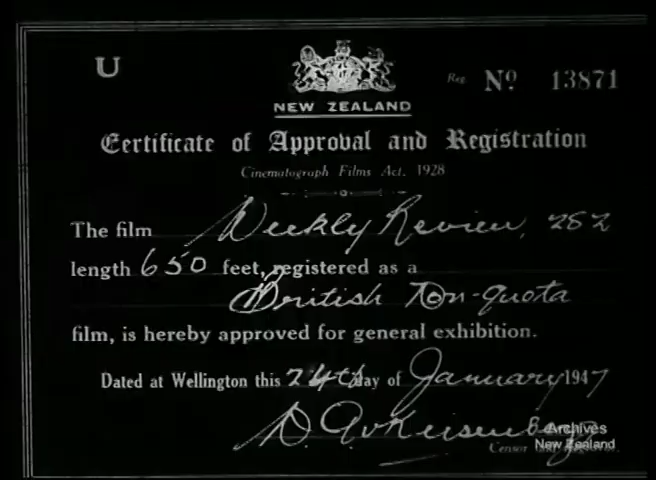 U
Reg. Nº 13871
NEW ZEALAND
Certificate of Approval and Registration
Cinematograph Films Act, 1928
The film Weekly Review, 282
length 650 feet, registered as a
British Non-quota
film, is hereby approved for general exhibition.
Dated at Wellington this 24th day of January 1947
Archives
New Zealand
Censor